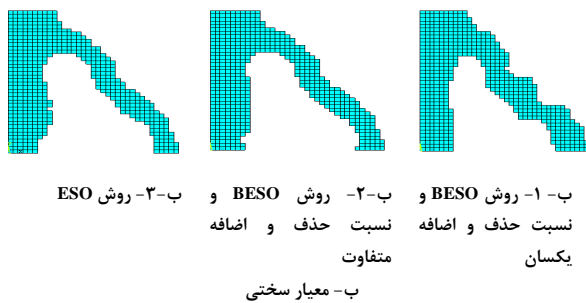 ب- ۱- روش BESO و
نسبت حذف و اضافه
یکسان
ب-۲- روش BESO و
نسبت حذف و اضافه
متفاوت
ب-۳- روش ESO
ب- معیار سختی